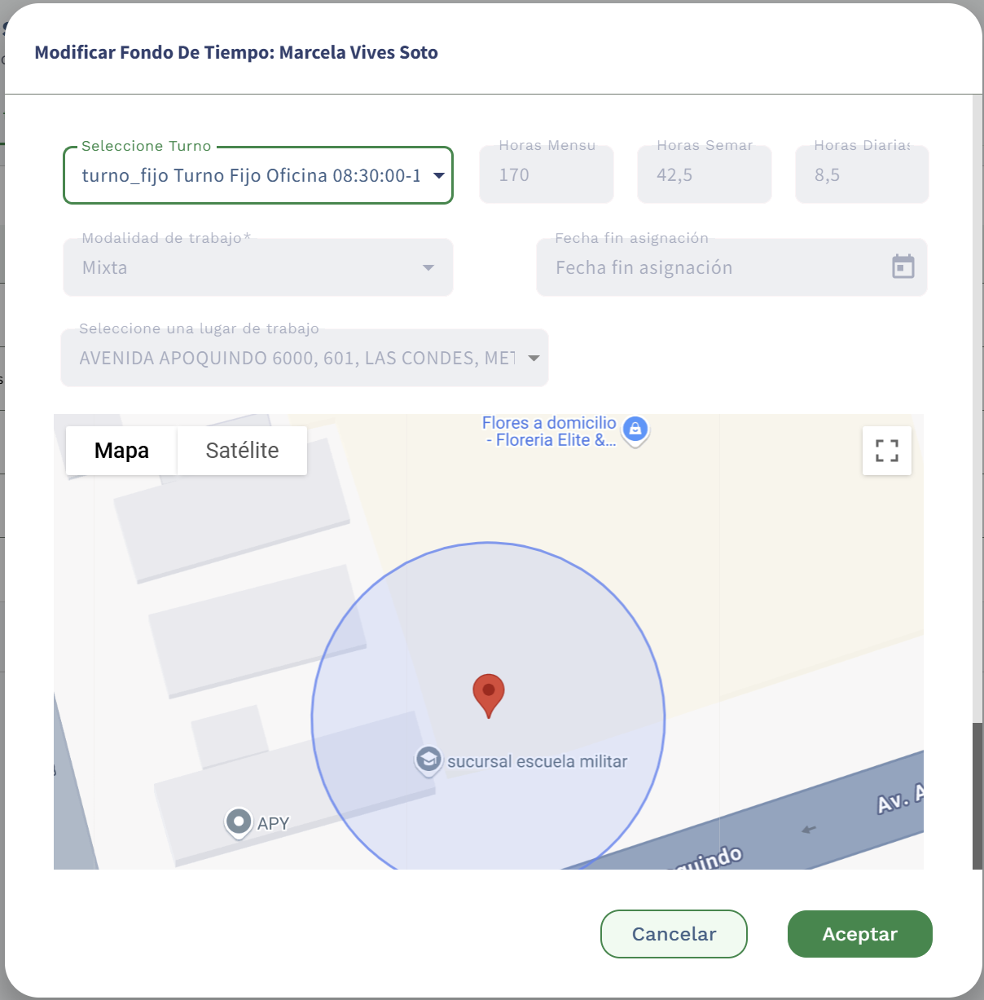 Modificar Fondo De Tiempo: Marcela Vives Soto
Seleccione Turno
turno_fijo Turno Fijo Oficina 08:30:00-1
Horas Mensu
170
Horas Semar
42,5
Horas Diarias
8,5
Modalidad de trabajo*
Mixta
Fecha fin asignación
Fecha fin asignación
Seleccione una lugar de trabajo
AVENIDA APOQUINDO 6000, 601, LAS CONDES, MET
Mapa
Satélite
Flores a domicilio
- Floreria Elite &...
sucursal escuela militar
APY
Av. A
quindo
Cancelar
Aceptar